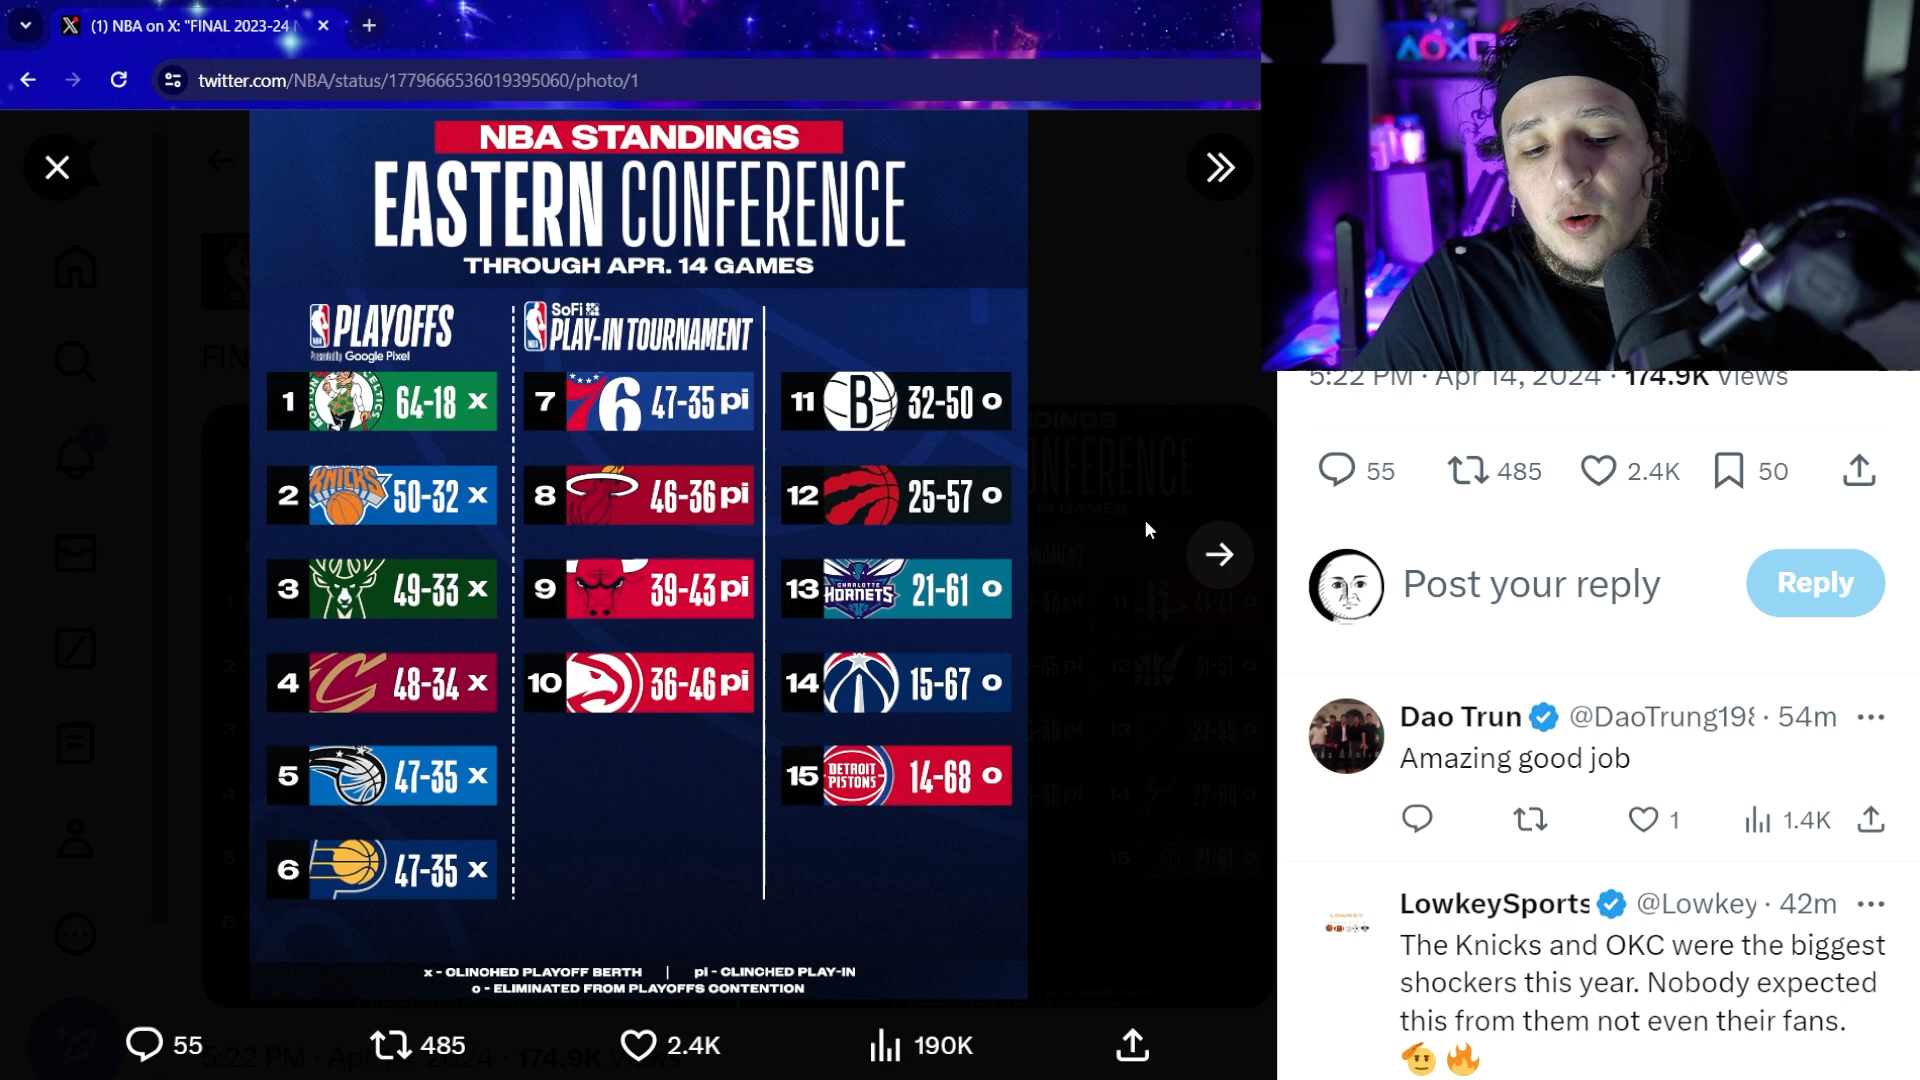 (1) NBA on X: "FINAL 2023-24
twitter.com/NBA/status/1779666536019395060/photo/1
NBA STANDINGS
EASTERN CONFERENCE
THROUGH APR. 14 GAMES
PLAYOFFS
Presented by Google Pixel
1 64-18 x
2 KNICKS 50-32 x
3 49-33 x
4 48-34 x
5 47-35 x
6 47-35 x
SoFi
PLAY-IN TOURNAMENT
7 76 47-35 pi
8 46-36 pi
9 39-43 pi
10 36-46 pi
11 B 32-50 o
12 25-57 o
13 CHARLOTTE HORNETS 21-61 o
14 15-67 o
15 DETROIT PISTONS 14-68 o
x - CLINCHED PLAYOFF BERTH | pi - CLINCHED PLAY-IN
o - ELIMINATED FROM PLAYOFFS CONTENTION
55 485 2.4K 190K
5:22 PM · Apr 14, 2024 · 174.9K Views
55 485 2.4K 50
Post your reply
Reply
Dao Trun @DaoTrung198 · 54m
Amazing good job
1 1.4K
LowkeySports @Lowkey · 42m
The Knicks and OKC were the biggest
shockers this year. Nobody expected
this from them not even their fans.
🫡 🔥